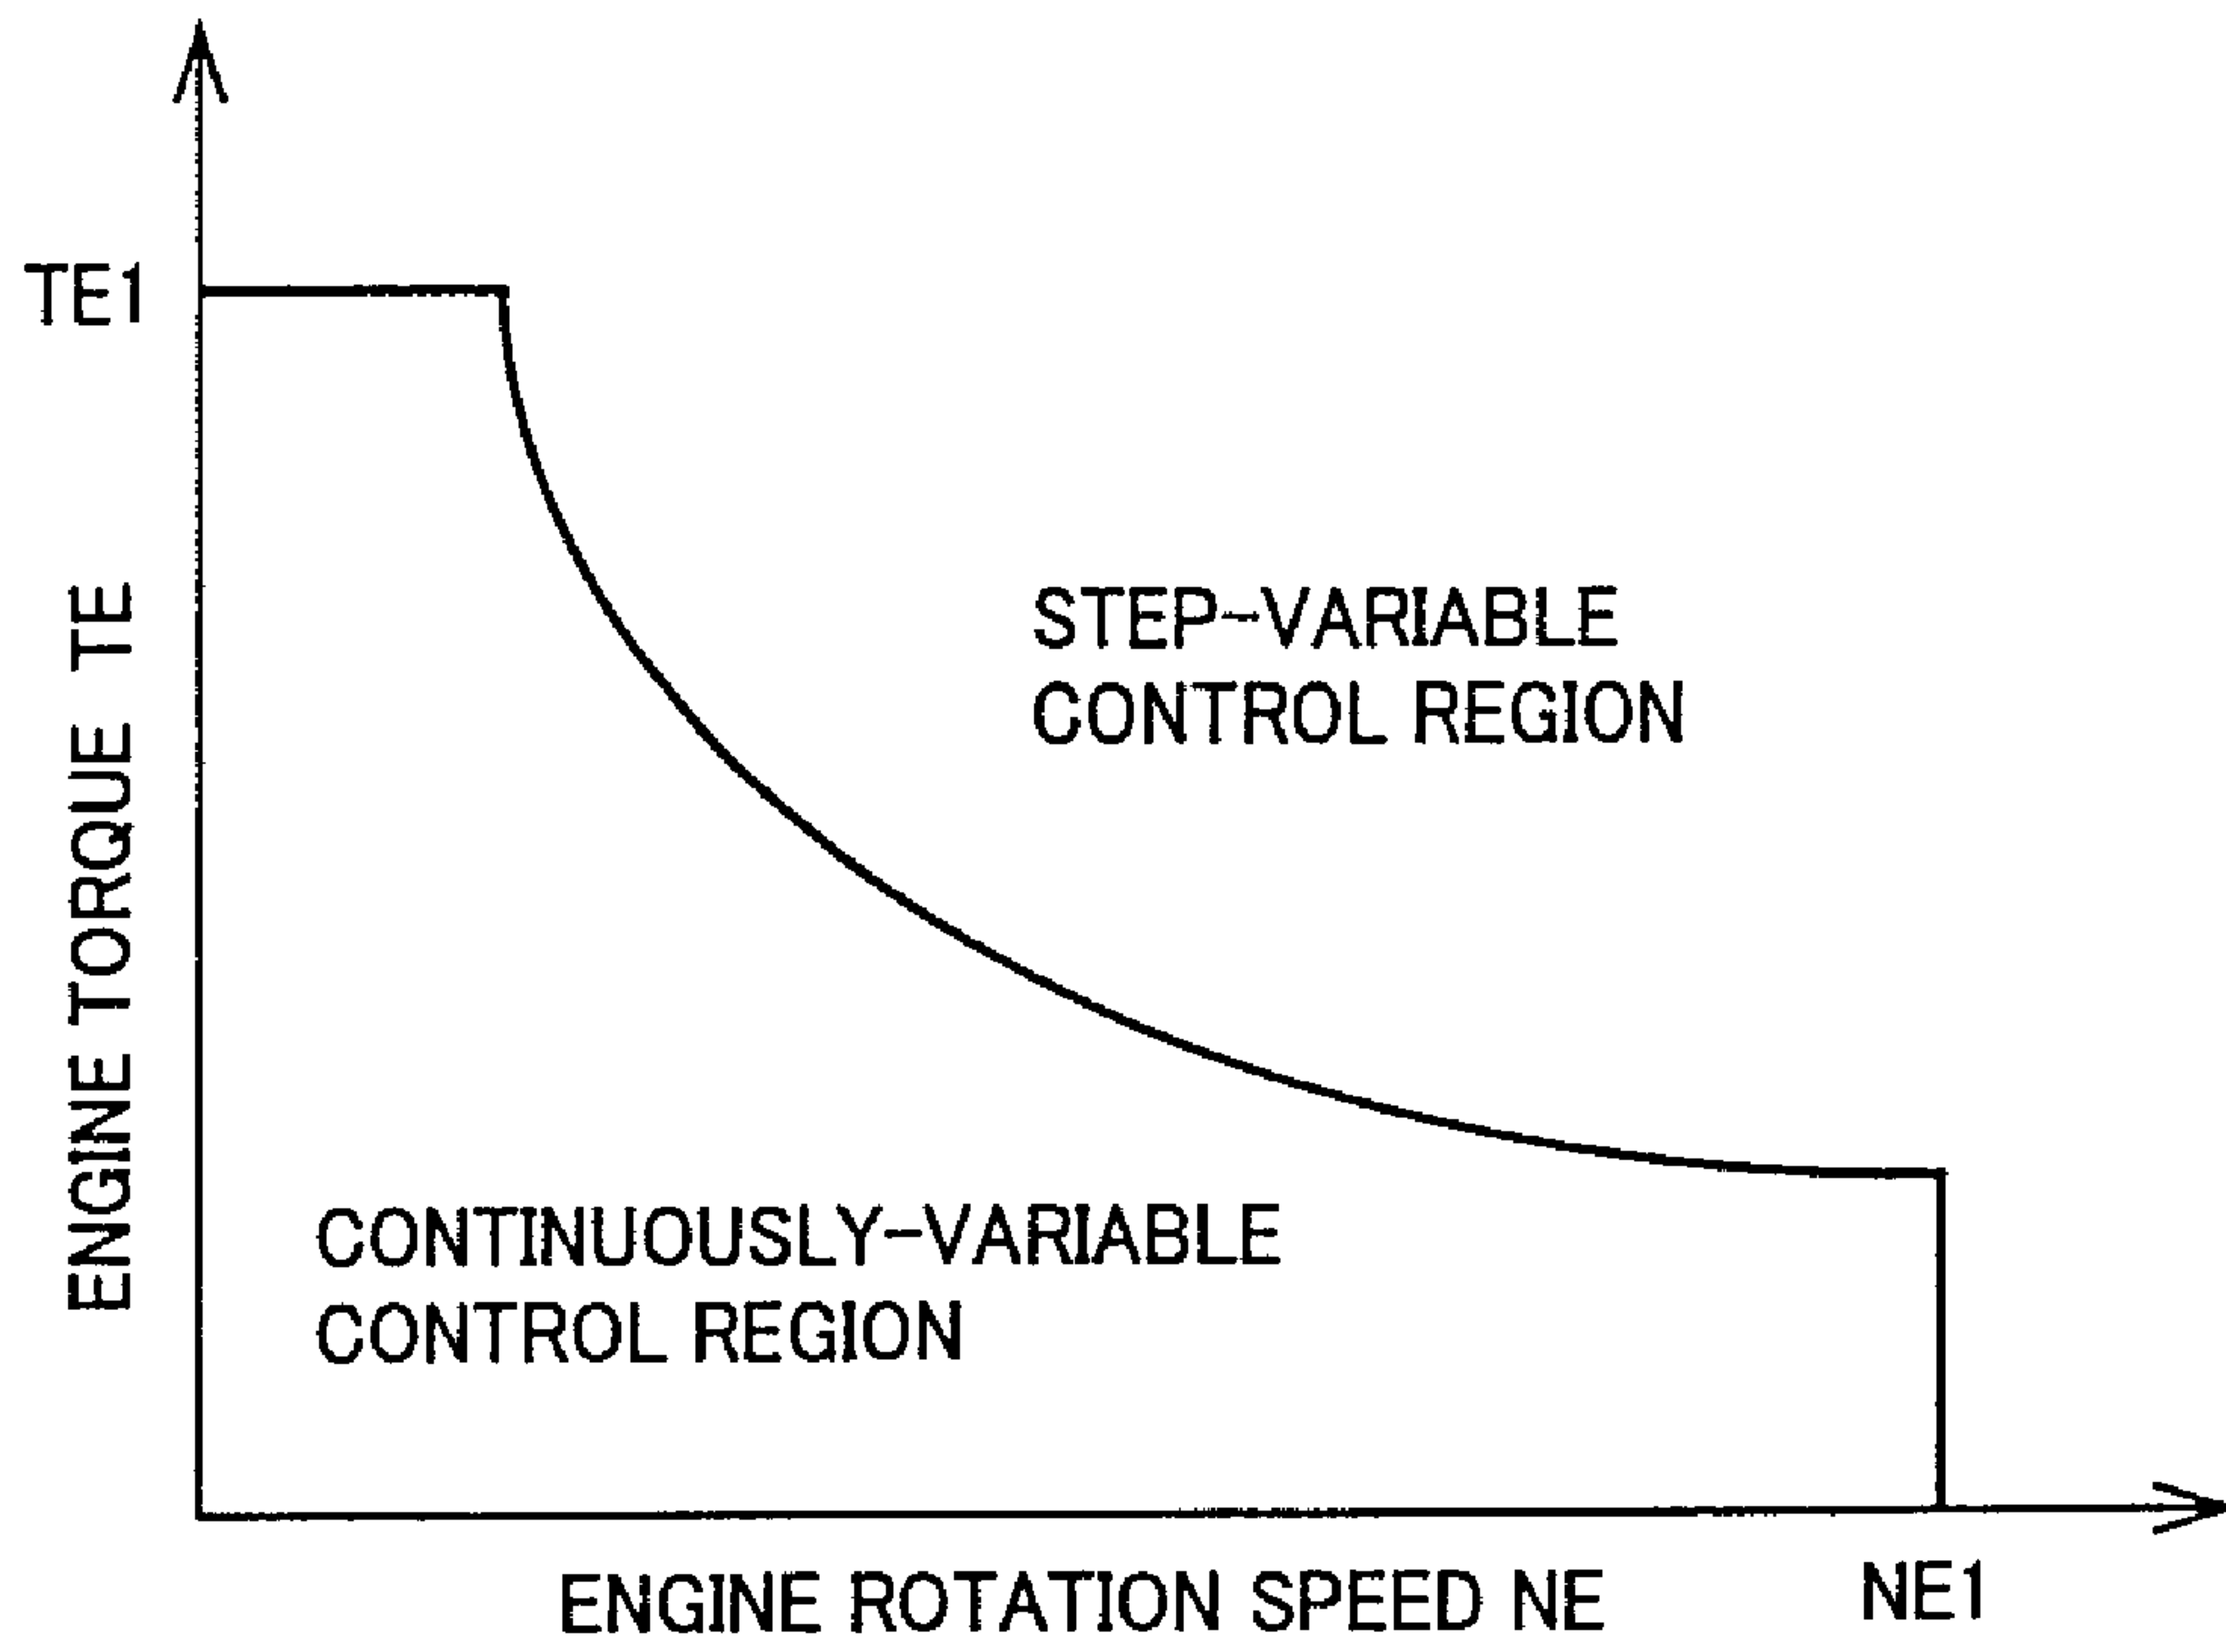 TE1
ENGINE TORQUE TE
STEP-VARIABLE
CONTROL REGION
CONTINUOUSLY-VARIABLE
CONTROL REGION
ENGINE ROTATION SPEED NE
NE1